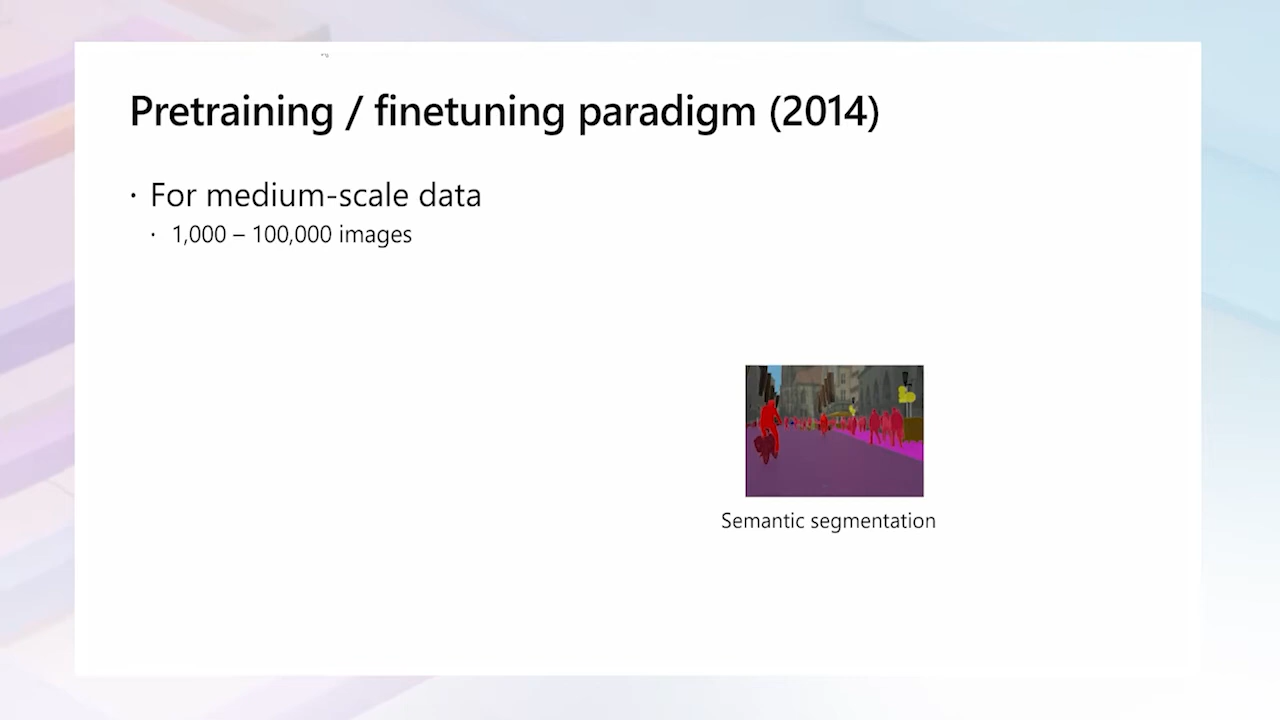 Pretraining / finetuning paradigm (2014)
· For medium-scale data
· 1,000 – 100,000 images
Semantic segmentation